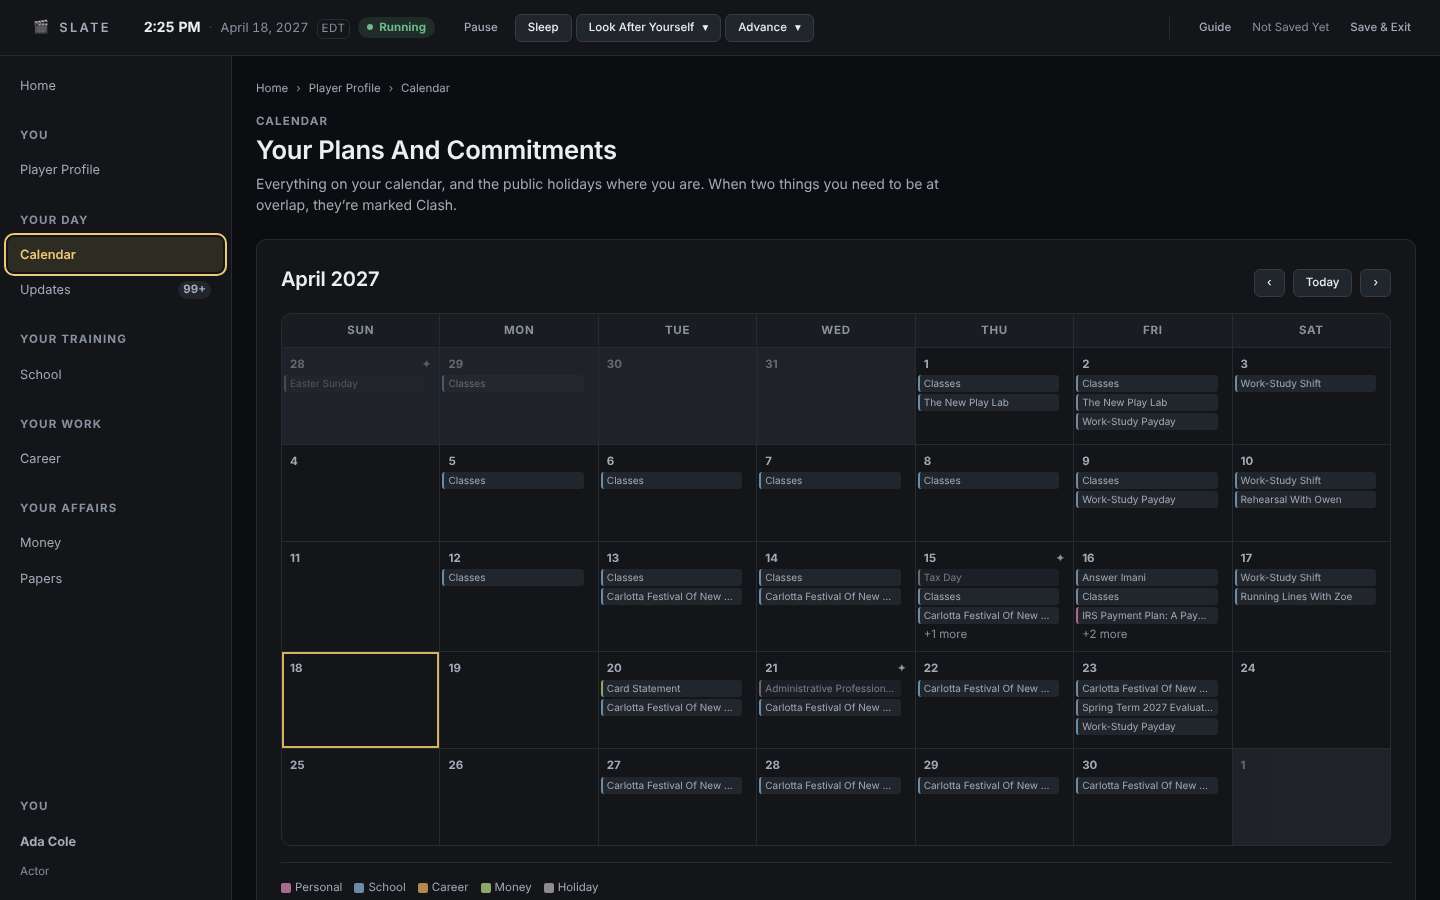 SLATE
2:25 PM · April 18, 2027 EDT Running Pause Sleep Look After Yourself ▾ Advance ▾ Guide Not Saved Yet Save & Exit
Home
YOU
Player Profile
YOUR DAY
Calendar
Updates 99+
YOUR TRAINING
School
YOUR WORK
Career
YOUR AFFAIRS
Money
Papers
YOU
Ada Cole
Actor
Home › Player Profile › Calendar
CALENDAR
Your Plans And Commitments
Everything on your calendar, and the public holidays where you are. When two things you need to be at
overlap, they're marked Clash.
April 2027
‹ Today ›
SUN MON TUE WED THU FRI SAT
28 ✦
Easter Sunday
29
Classes
30
31
1
Classes
The New Play Lab
2
Classes
The New Play Lab
Work-Study Payday
3
Work-Study Shift
4
5
Classes
6
Classes
7
Classes
8
Classes
9
Classes
Work-Study Payday
10
Work-Study Shift
Rehearsal With Owen
11
12
Classes
13
Classes
Carlotta Festival Of New ...
14
Classes
Carlotta Festival Of New ...
15 ✦
Tax Day
Classes
Carlotta Festival Of New ...
+1 more
16
Answer Imani
Classes
IRS Payment Plan: A Pay...
+2 more
17
Work-Study Shift
Running Lines With Zoe
18
19
20
Card Statement
Carlotta Festival Of New ...
21 ✦
Administrative Profession...
Carlotta Festival Of New ...
22
Carlotta Festival Of New ...
23
Carlotta Festival Of New ...
Spring Term 2027 Evaluat...
Work-Study Payday
24
25
26
27
Carlotta Festival Of New ...
28
Carlotta Festival Of New ...
29
Carlotta Festival Of New ...
30
Carlotta Festival Of New ...
1
Personal School Career Money Holiday